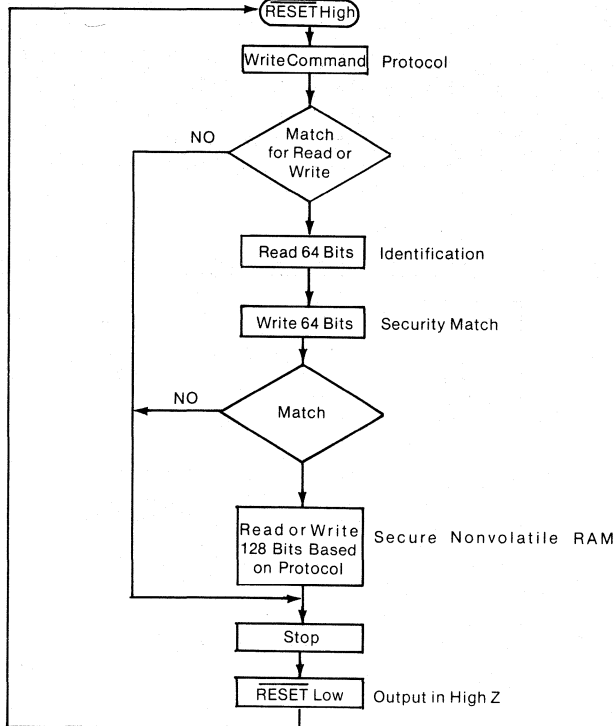 RESET High
Write Command Protocol
Match
for Read or
Write
NO
Read 64 Bits Identification
Write 64 Bits Security Match
Match
NO
Read or Write
128 Bits Based
on Protocol
Secure Nonvolatile RAM
Stop
RESET Low Output in High Z